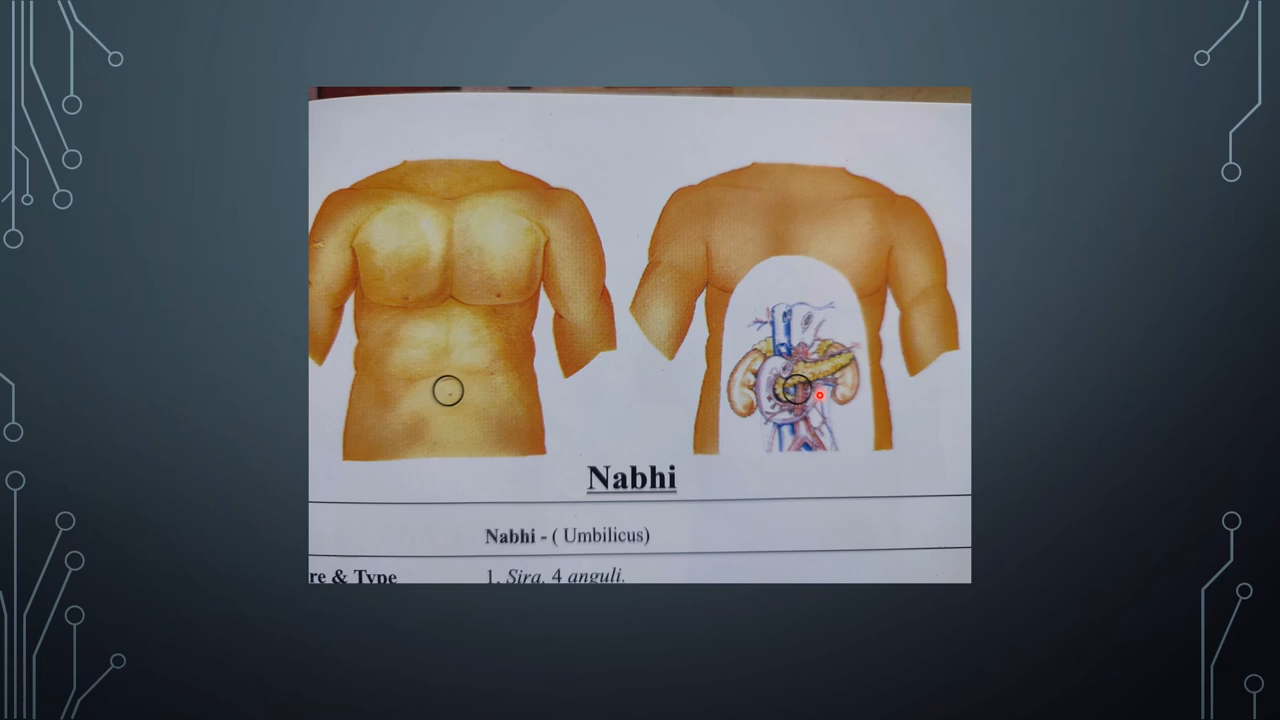 Nabhi
Nabhi - ( Umbilicus)
re & Type 1. Sira, 4 anguli.